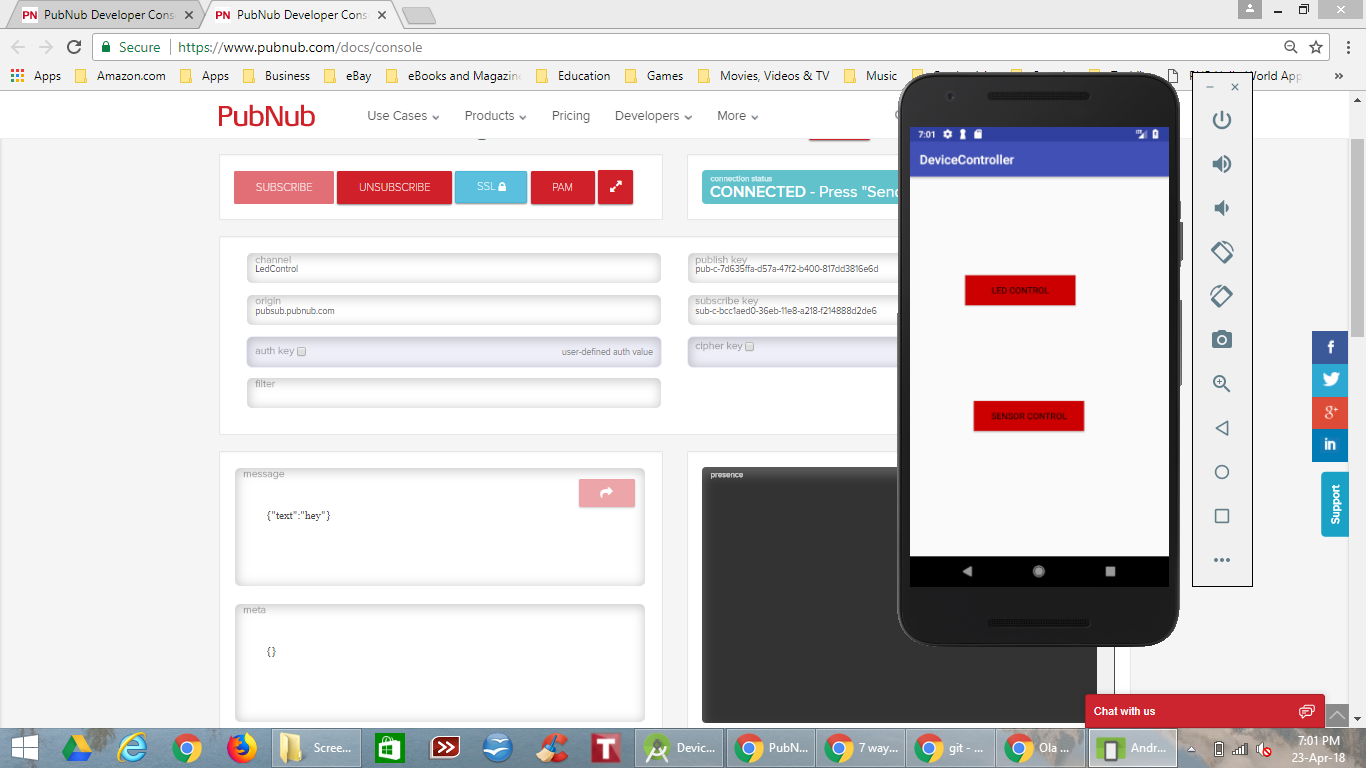 PubNub Developer Cons
PubNub Developer Cons
Secure
https://www.pubnub.com/docs/console
Apps Amazon.com Apps Business eBay eBooks and Magazin Education Games Movies, Videos & TV Music World App »
PubNub
Use Cases Products Pricing Developers More
SUBSCRIBE UNSUBSCRIBE SSL PAM
connection status
CONNECTED - Press "Send
channel
LedControl
publish key
pub-c-7d635ffa-d57a-47f2-b400-817dd3816e6d
origin
pubsub.pubnub.com
subscribe key
sub-c-bcc1aed0-36eb-11e8-a218-f214888d2de6
auth key user-defined auth value
cipher key
filter
message
{"text":"hey"}
meta
{}
presence
7:01
DeviceController
LED CONTROL
SENSOR CONTROL
f
g+
in
Support
Chat with us
Scree...
Devic...
PubN...
7 way...
git - ...
Ola ...
Andr...
7:01 PM
23-Apr-18